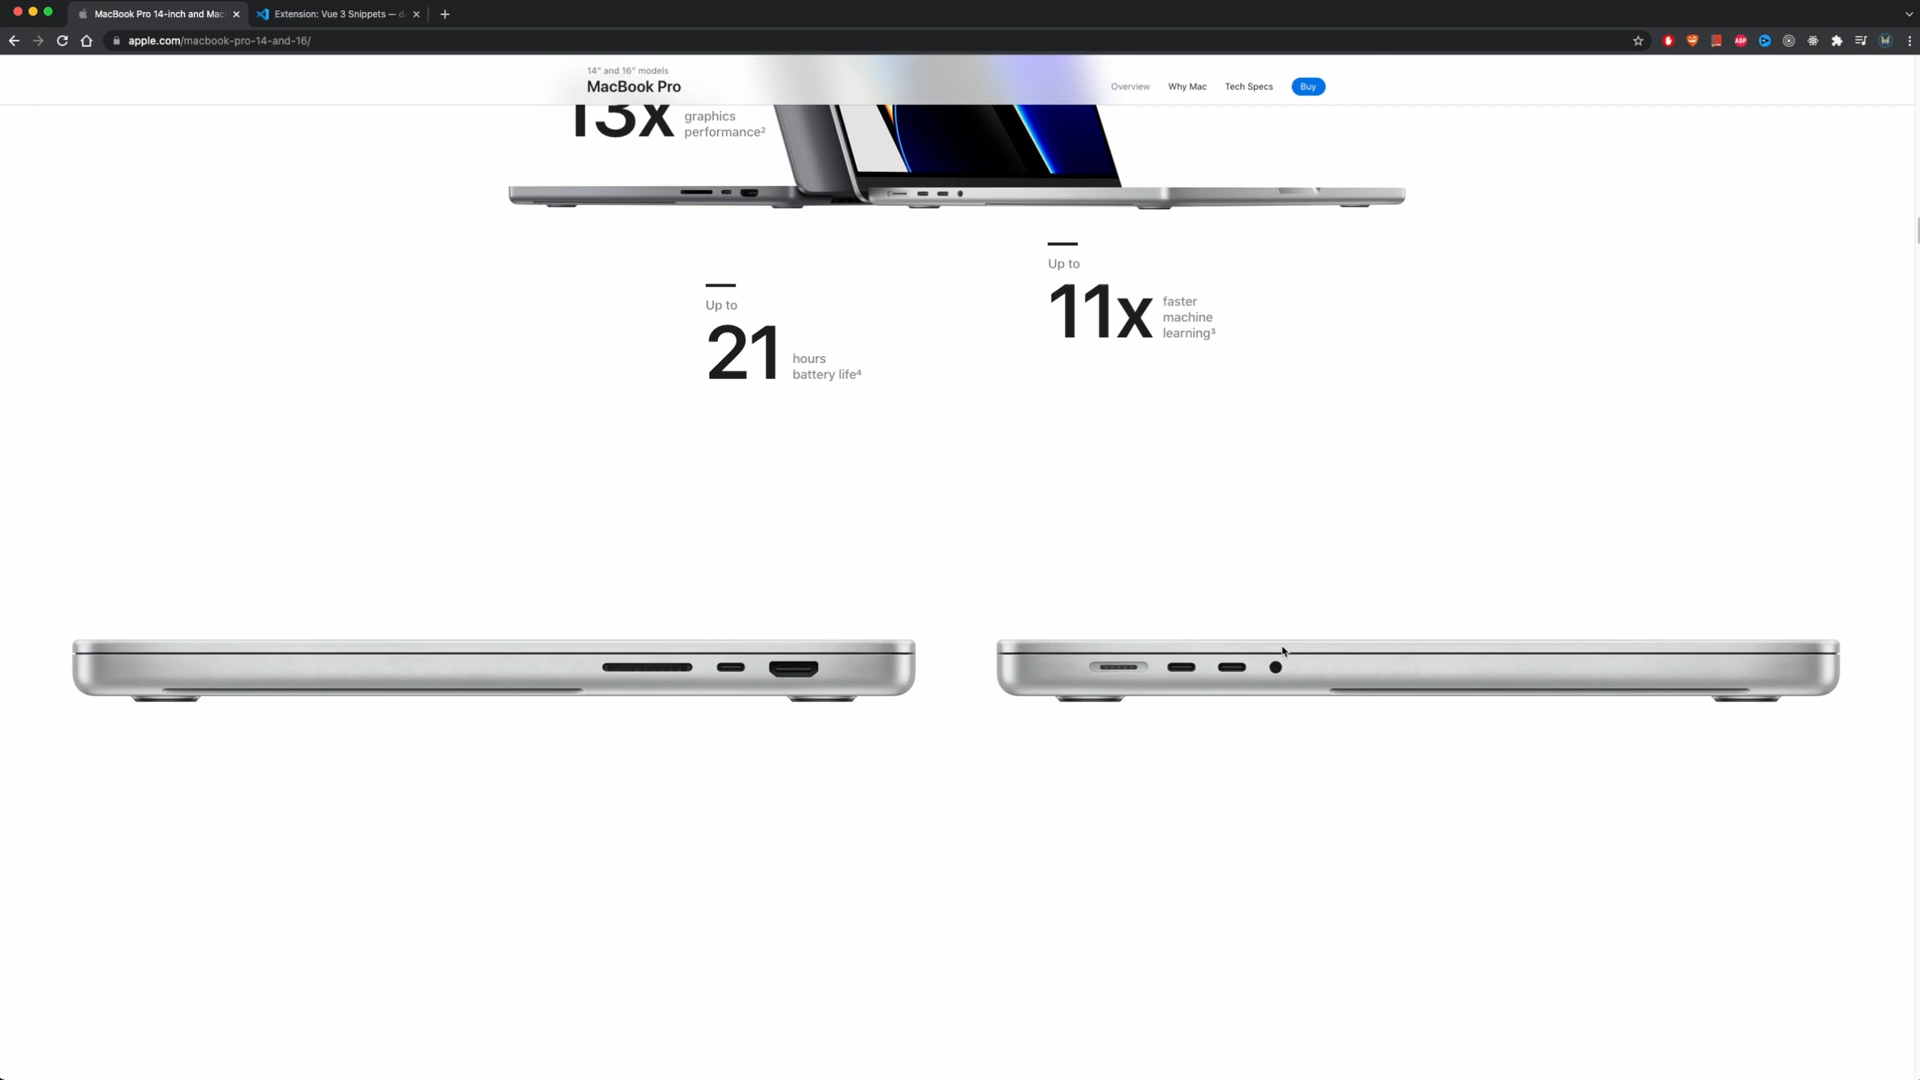 MacBook Pro 14-inch and Mac
Extension: Vue 3 Snippets — d
apple.com/macbook-pro-14-and-16/
ABP
14" and 16" models
MacBook Pro
Overview
Why Mac
Tech Specs
Buy
13x
graphics
performance²
Up to
11x
faster
machine
learning³
Up to
21
hours
battery life⁴